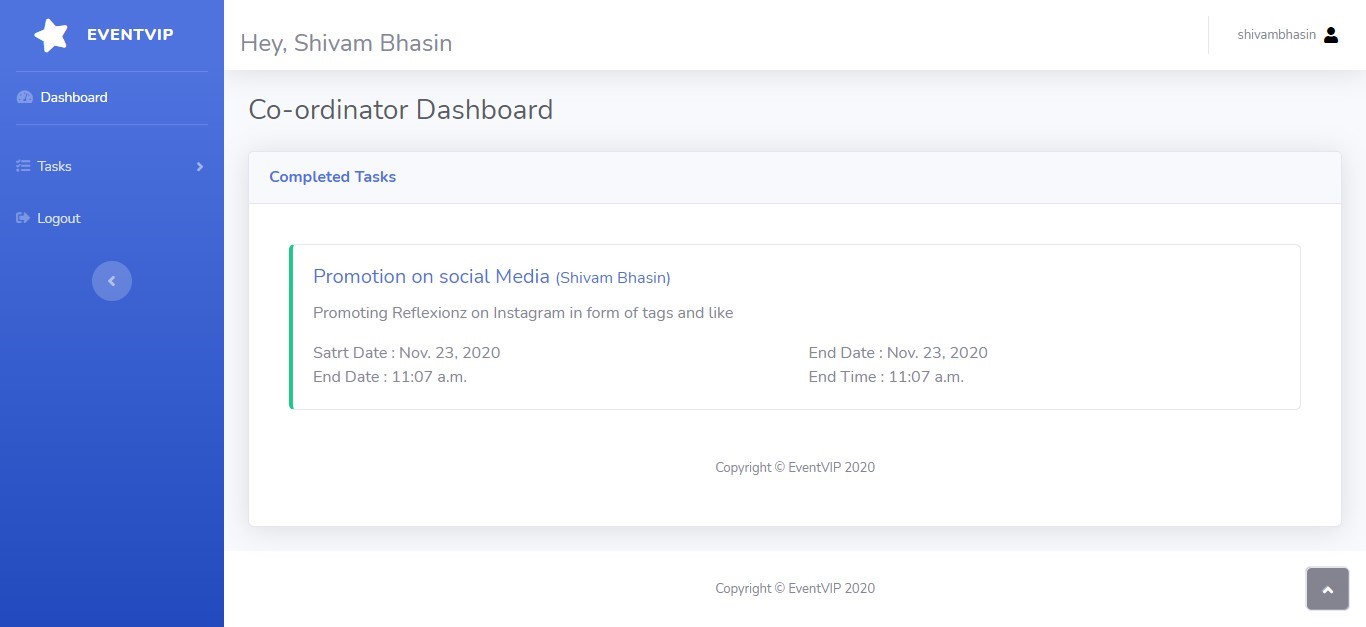 EVENTVIP
Hey, Shivam Bhasin
shivambhasin
Dashboard
Tasks
Logout
Co-ordinator Dashboard
Completed Tasks
Promotion on social Media (Shivam Bhasin)
Promoting Reflexionz on Instagram in form of tags and like
Satrt Date : Nov. 23, 2020
End Date : Nov. 23, 2020
End Date : 11:07 a.m.
End Time : 11:07 a.m.
Copyright © EventVIP 2020
Copyright © EventVIP 2020